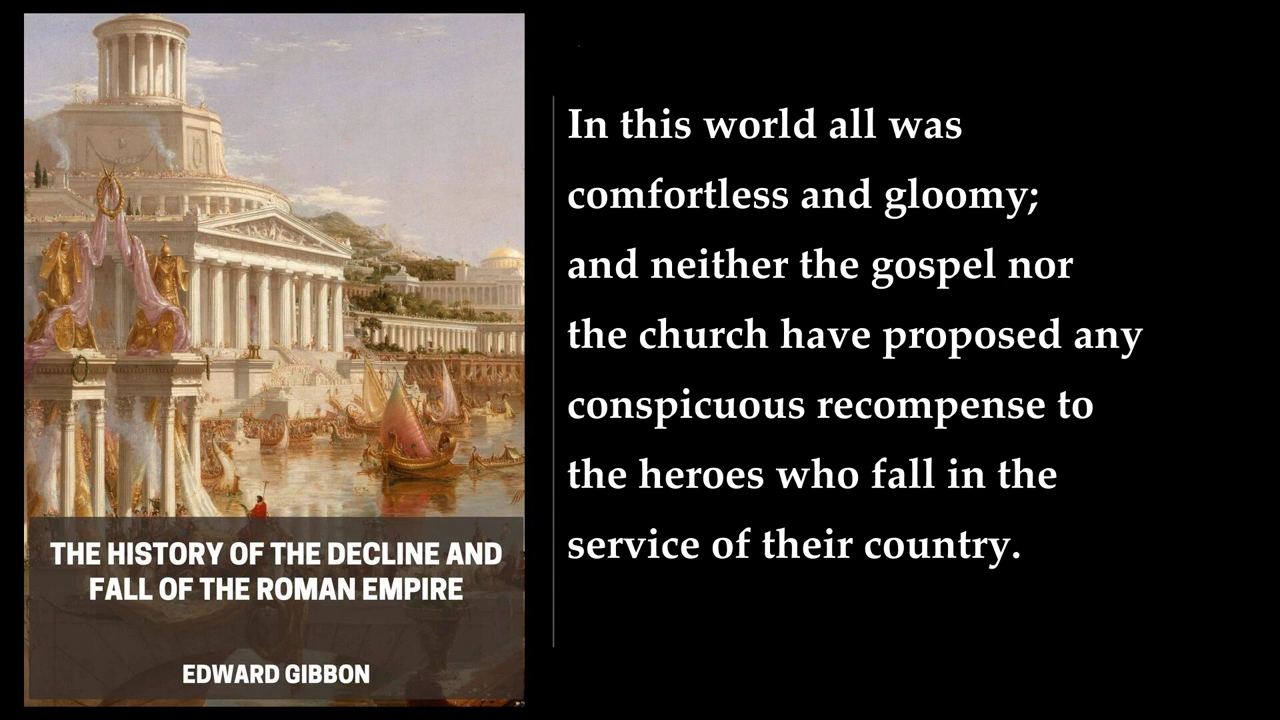 THE HISTORY OF THE DECLINE AND
FALL OF THE ROMAN EMPIRE
EDWARD GIBBON
In this world all was
comfortless and gloomy;
and neither the gospel nor
the church have proposed any
conspicuous recompense to
the heroes who fall in the
service of their country.